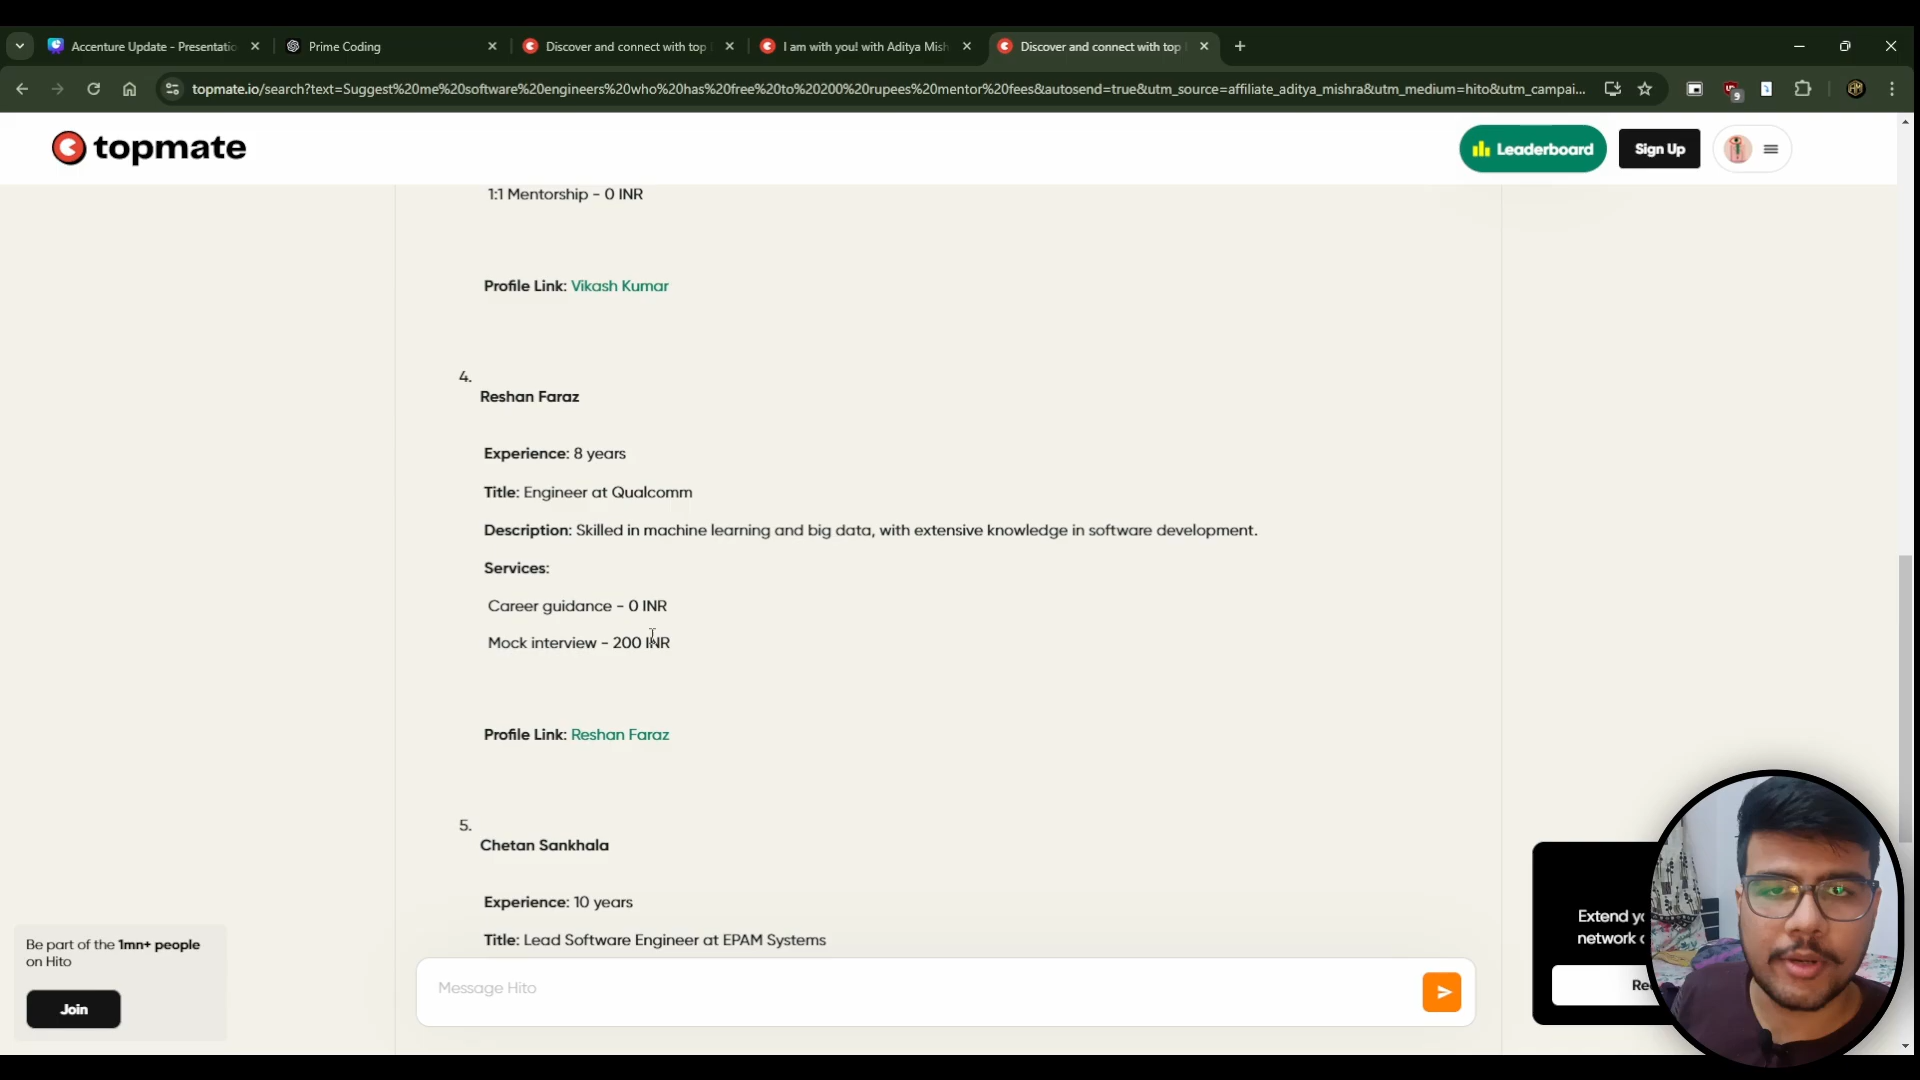 Accenture Update - Presentatio
Prime Coding
Discover and connect with top
I am with you! with Aditya Mish
Discover and connect with top
topmate.io/search?text=Suggest%20me%20software%20engineers%20who%20has%20free%20to%20200%20rupees%20mentor%20fees&autosend=true&utm_source=affiliate_aditya_mishra&utm_medium=hito&utm_campai...
9
topmate
Leaderboard
Sign Up
1:1 Mentorship - 0 INR
Profile Link: Vikash Kumar
4.
Reshan Faraz
Experience: 8 years
Title: Engineer at Qualcomm
Description: Skilled in machine learning and big data, with extensive knowledge in software development.
Services:
Career guidance - 0 INR
Mock interview - 200 INR
Profile Link: Reshan Faraz
5.
Chetan Sankhala
Experience: 10 years
Title: Lead Software Engineer at EPAM Systems
Be part of the 1mn+ people
on Hito
Join
Message Hito
Extend
network